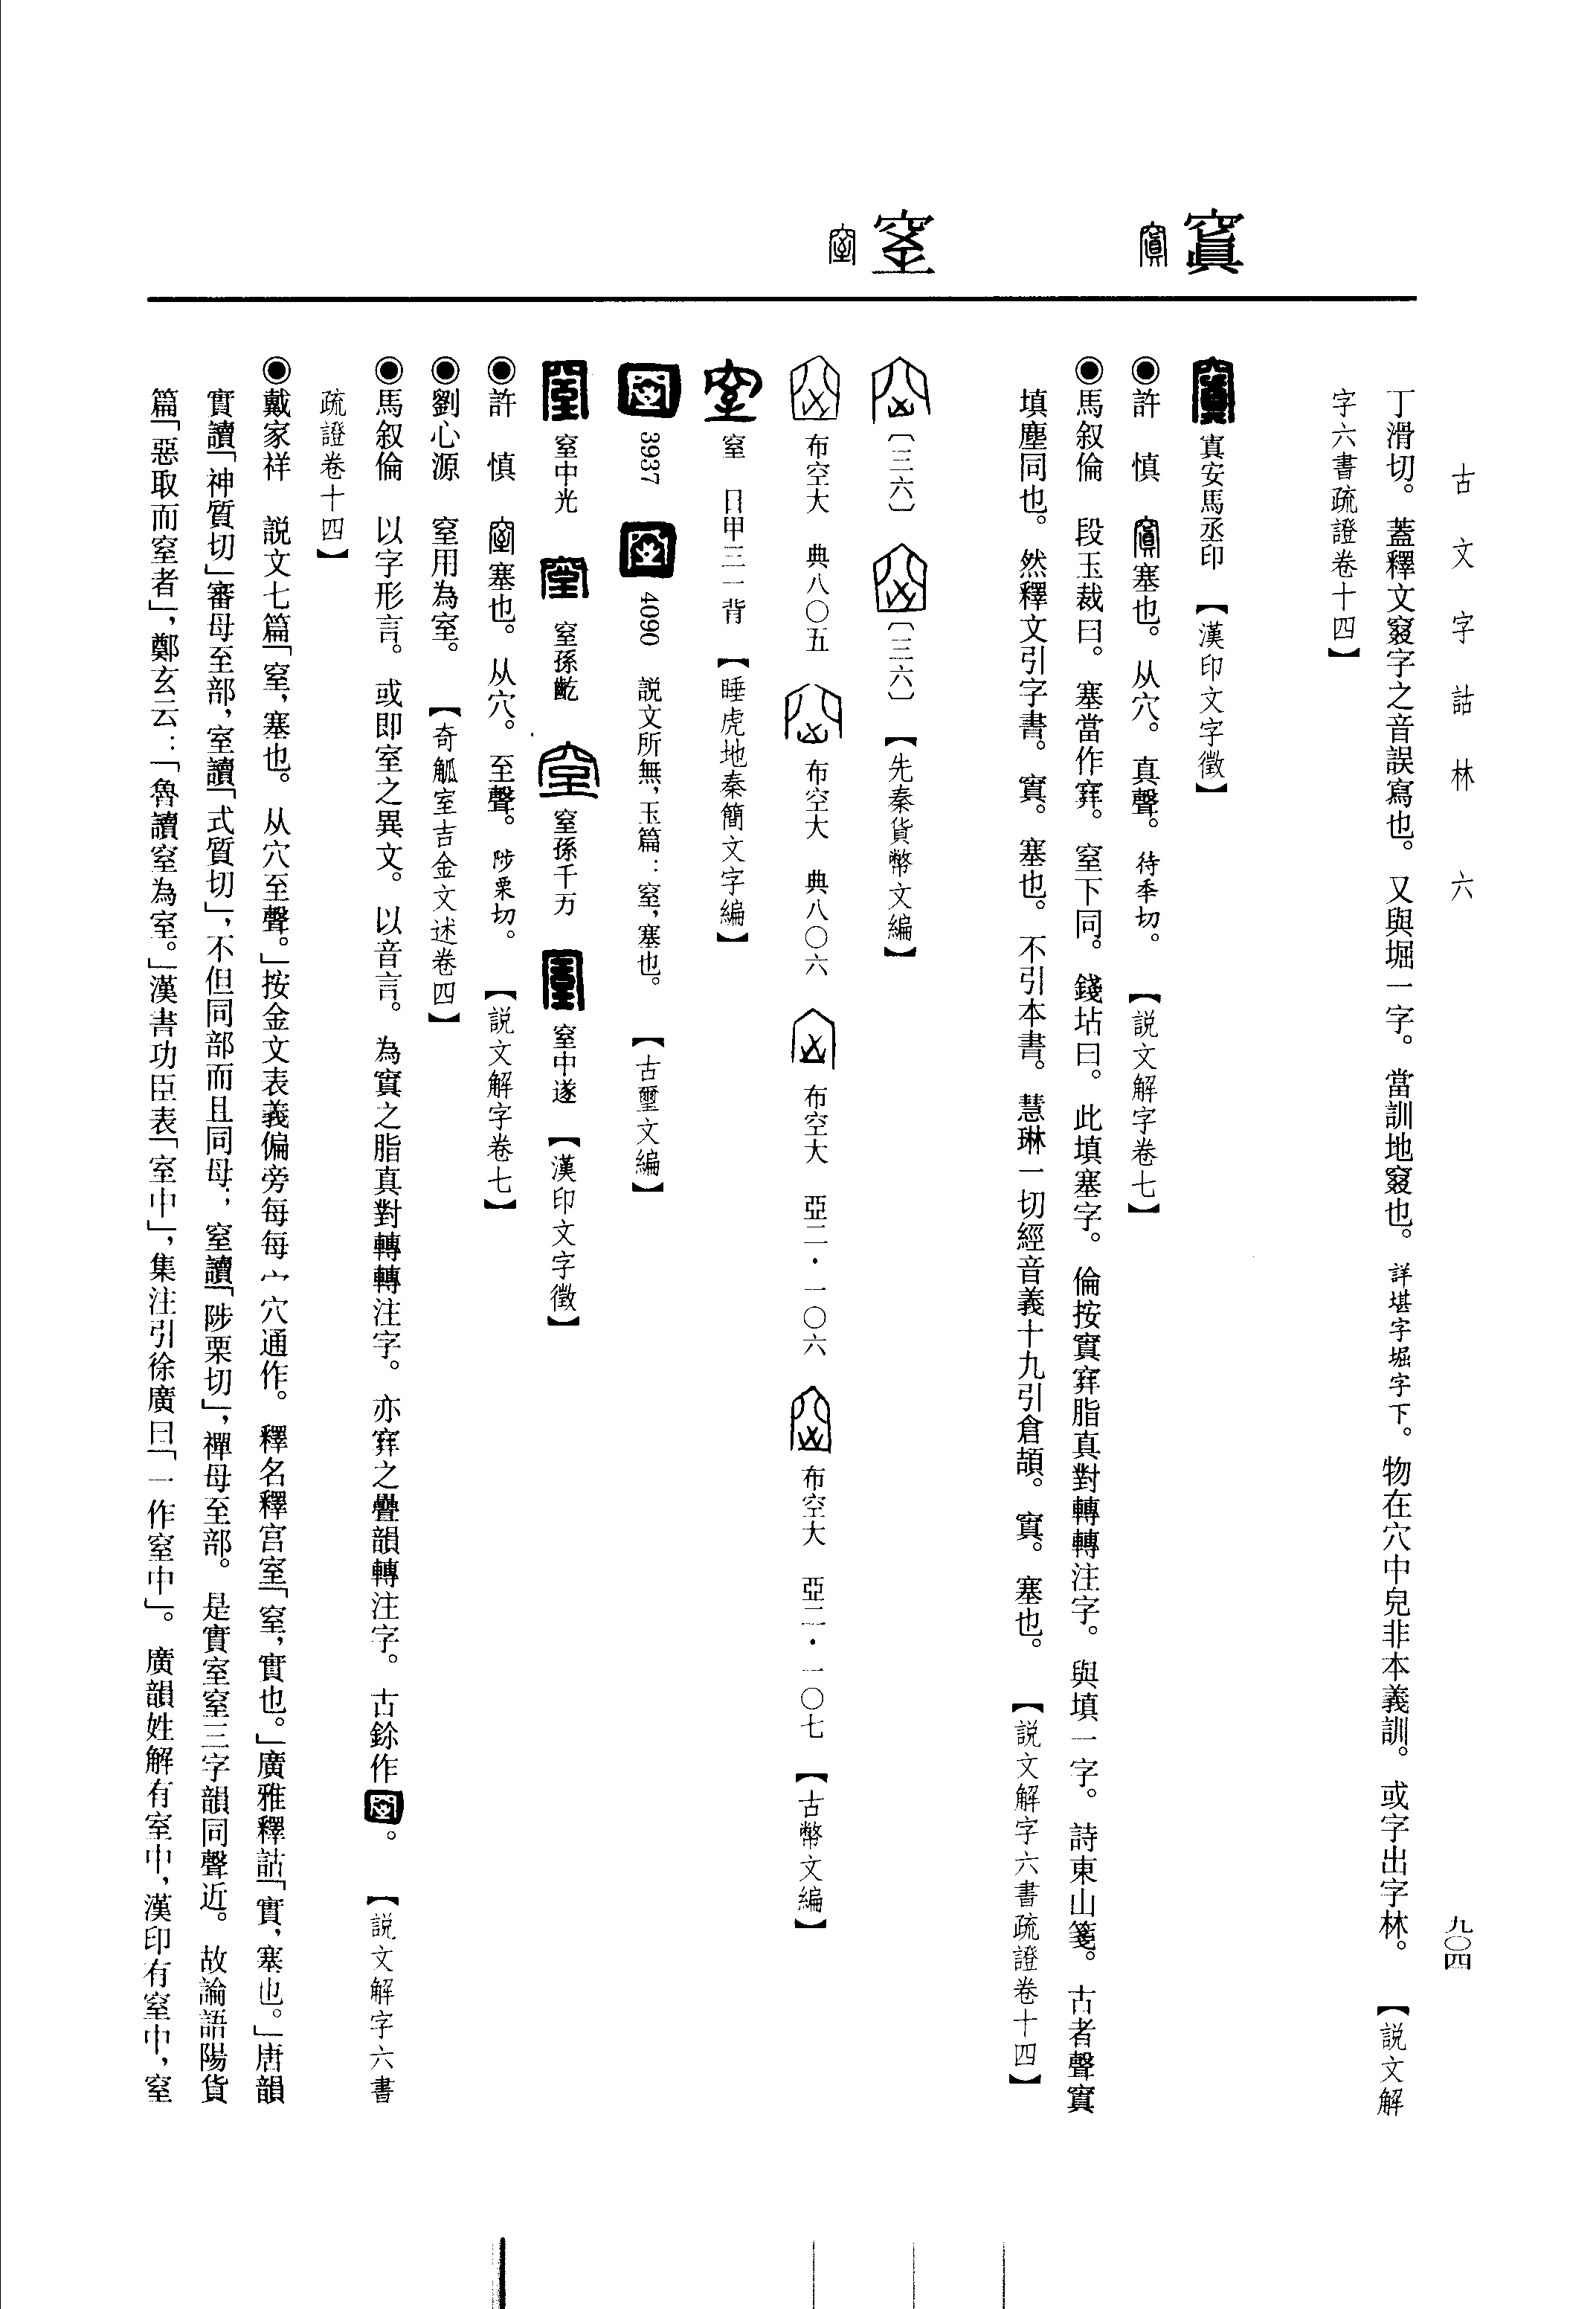 古文字詁林 六
九〇四
窴
窒
丁滑切。蓋釋文窡字之音誤寫也。又與堀一字。當訓地窡也。詳堪字堀字下。物在穴中皃非本義訓。或字出字林。 【說文解
字六書疏證卷十四】
窴安馬丞印 【漢印文字徵】
◉許 慎 窴塞也。从穴。真聲。待季切。 【說文解字卷七】
◉馬叙倫 段玉裁曰。塞當作𡫳。窒下同。錢坫曰。此填塞字。倫按窴𡫳脂真對轉轉注字。與填一字。詩東山箋。古者聲窴
填塵同也。然釋文引字書。窴。塞也。不引本書。慧琳一切經音義十九引倉頡。窴。塞也。 【說文解字六書疏證卷十四】
〔三六〕 〔三六〕 【先秦貨幣文編】
布空大 典八〇五 布空大 典八〇六 布空大 亞二·一〇六 布空大 亞二·一〇七 【古幣文編】
窒 日甲三一背 【睡虎地秦簡文字編】
3937 4090 說文所無,玉篇:窒,塞也。 【古璽文編】
窒中光 窒孫齕 窒孫千万 窒中遂 【漢印文字徵】
◉許 慎 窒塞也。从穴。至聲。陟栗切。 【說文解字卷七】
◉劉心源 窒用為室。 【奇觚室吉金文述卷四】
◉馬叙倫 以字形言。或即室之異文。以音言。為窴之脂真對轉轉注字。亦𡫳之疊韻轉注字。古鉩作。 【說文解字六書
疏證卷十四】
◉戴家祥 說文七篇「窒,塞也。从穴至聲。」按金文表義偏旁每每宀穴通作。釋名釋宮室「室,實也。」廣雅釋詁「實,塞也。」唐韻
實讀「神質切」審母至部,室讀「式質切」,不但同部而且同母;窒讀「陟栗切」,禪母至部。是實室窒三字韻同聲近。故論語陽貨
篇「惡取而窒者」,鄭玄云:「魯讀窒為室。」漢書功臣表「室中」,集注引徐廣曰「一作窒中」。廣韻姓解有室中,漢印有窒中,窒